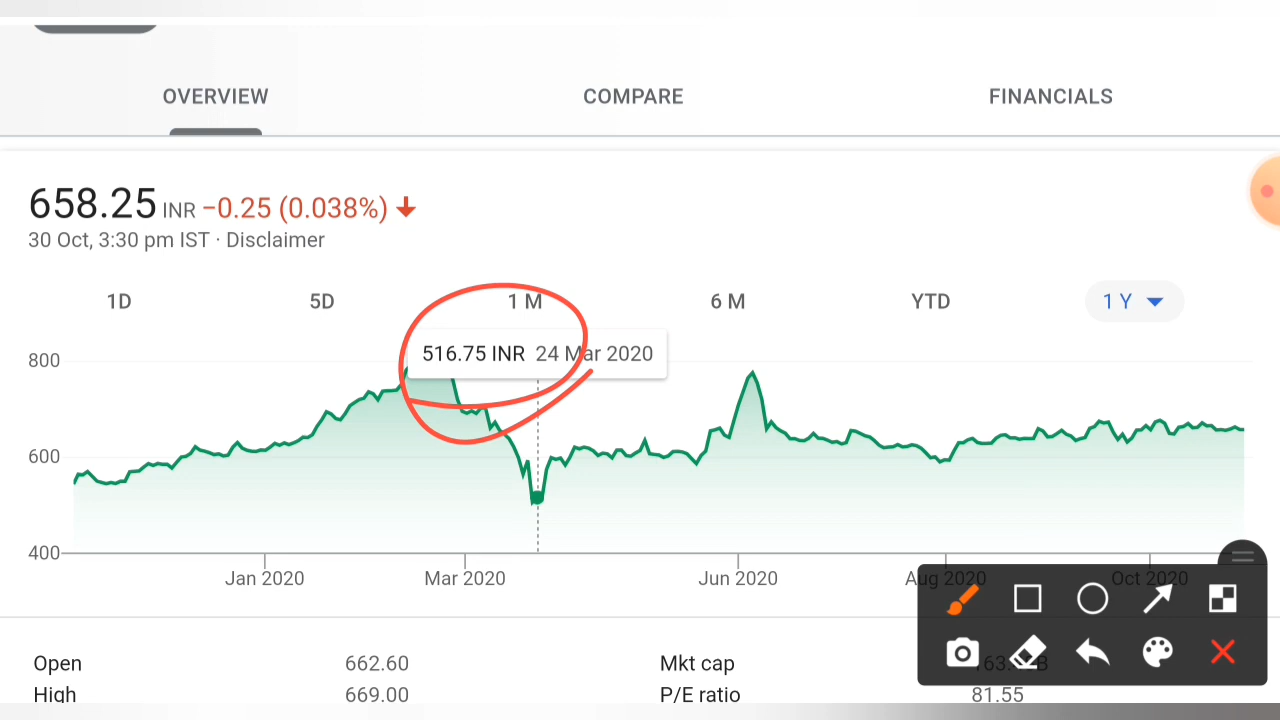 OVERVIEW COMPARE FINANCIALS
658.25 INR −0.25 (0.038%)
30 Oct, 3:30 pm IST · Disclaimer
1D 5D 1 M 6 M YTD 1 Y
516.75 INR 24 Mar 2020
800
600
400
Jan 2020 Mar 2020 Jun 2020 Aug 2020 Oct 2020
Open 662.60 Mkt cap
High 669.00 P/E ratio 81.55